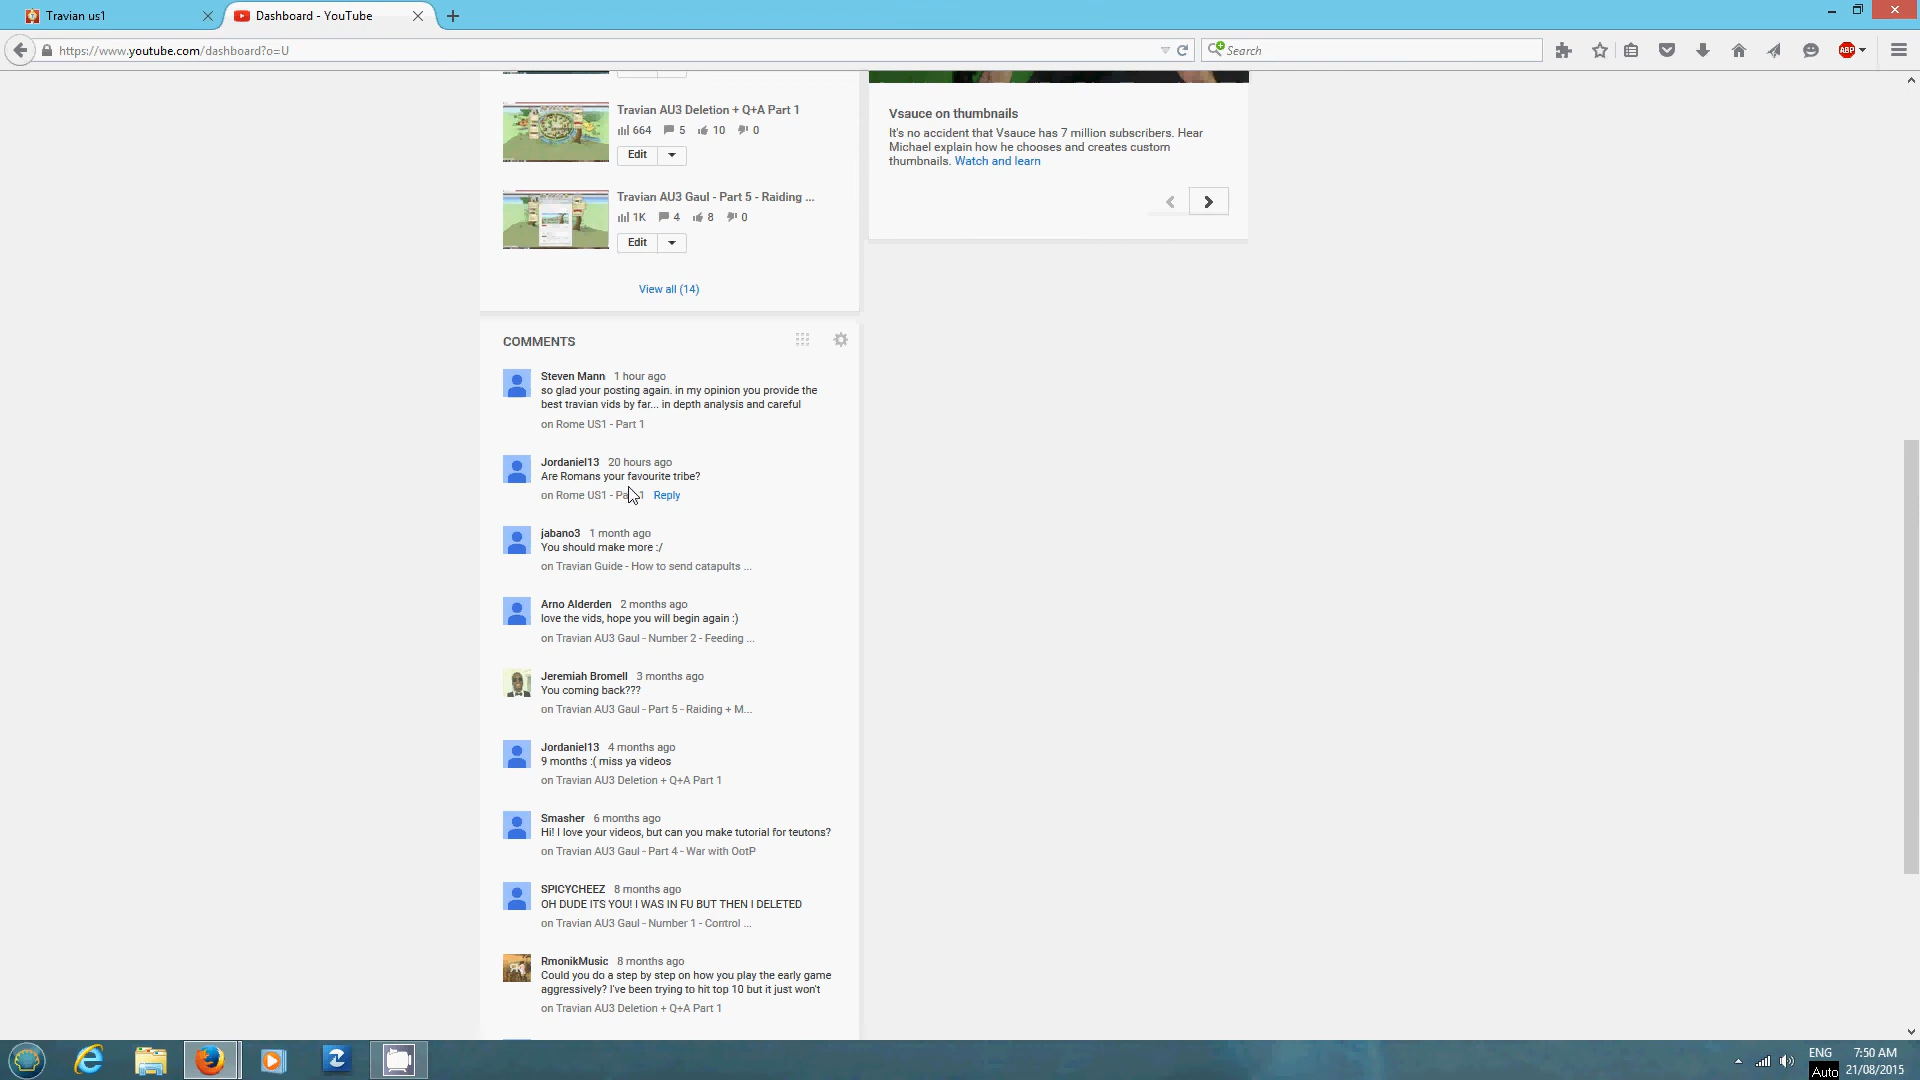 Travian us1
Dashboard - YouTube
https://www.youtube.com/dashboard?o=U
Search
ABP
Travian AU3 Deletion + Q+A Part 1
664 5 10 0
Edit
Travian AU3 Gaul - Part 5 - Raiding ...
1K 4 8 0
Edit
View all (14)
Vsauce on thumbnails
It's no accident that Vsauce has 7 million subscribers. Hear
Michael explain how he chooses and creates custom
thumbnails. Watch and learn
COMMENTS
Steven Mann 1 hour ago
so glad your posting again. in my opinion you provide the
best travian vids by far... in depth analysis and careful
on Rome US1 - Part 1
Jordaniel13 20 hours ago
Are Romans your favourite tribe?
on Rome US1 - Part 1 Reply
jabano3 1 month ago
You should make more :/
on Travian Guide - How to send catapults ...
Arno Alderden 2 months ago
love the vids, hope you will begin again :)
on Travian AU3 Gaul - Number 2 - Feeding ...
Jeremiah Bromell 3 months ago
You coming back???
on Travian AU3 Gaul - Part 5 - Raiding + M...
Jordaniel13 4 months ago
9 months :( miss ya videos
on Travian AU3 Deletion + Q+A Part 1
Smasher 6 months ago
Hi! I love your videos, but can you make tutorial for teutons?
on Travian AU3 Gaul - Part 4 - War with OotP
SPICYCHEEZ 8 months ago
OH DUDE ITS YOU! I WAS IN FU BUT THEN I DELETED
on Travian AU3 Gaul - Number 1 - Control ...
RmonikMusic 8 months ago
Could you do a step by step on how you play the early game
aggressively? I've been trying to hit top 10 but it just won't
on Travian AU3 Deletion + Q+A Part 1
ENG 7:50 AM
Auto 21/08/2015